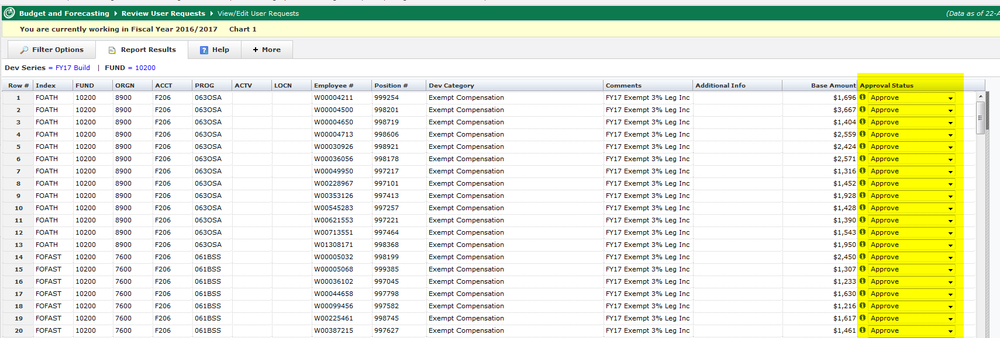 Budget and Forecasting › Review User Requests › View/Edit User Requests (Data as of 22-A
You are currently working in Fiscal Year 2016/2017 Chart 1
Filter Options Report Results ? Help + More
Dev Series = FY17 Build | FUND = 10200
Row # Index FUND ORGN ACCT PROG ACTV LOCN Employee # Position # Dev Category Comments Additional Info Base Amount Approval Status
1 FOATH 10200 8900 F206 063OSA W00004211 999254 Exempt Compensation FY17 Exempt 3% Leg Inc $1,696 Approve
2 FOATH 10200 8900 F206 063OSA W00004500 998201 Exempt Compensation FY17 Exempt 3% Leg Inc $3,667 Approve
3 FOATH 10200 8900 F206 063OSA W00004650 998719 Exempt Compensation FY17 Exempt 3% Leg Inc $1,404 Approve
4 FOATH 10200 8900 F206 063OSA W00004713 998606 Exempt Compensation FY17 Exempt 3% Leg Inc $2,559 Approve
5 FOATH 10200 8900 F206 063OSA W00030926 998921 Exempt Compensation FY17 Exempt 3% Leg Inc $2,424 Approve
6 FOATH 10200 8900 F206 063OSA W00036056 998178 Exempt Compensation FY17 Exempt 3% Leg Inc $2,571 Approve
7 FOATH 10200 8900 F206 063OSA W00049950 997217 Exempt Compensation FY17 Exempt 3% Leg Inc $1,316 Approve
8 FOATH 10200 8900 F206 063OSA W00228967 997101 Exempt Compensation FY17 Exempt 3% Leg Inc $1,452 Approve
9 FOATH 10200 8900 F206 063OSA W00353126 997413 Exempt Compensation FY17 Exempt 3% Leg Inc $1,928 Approve
10 FOATH 10200 8900 F206 063OSA W00545283 997257 Exempt Compensation FY17 Exempt 3% Leg Inc $1,428 Approve
11 FOATH 10200 8900 F206 063OSA W00621553 997221 Exempt Compensation FY17 Exempt 3% Leg Inc $1,390 Approve
12 FOATH 10200 8900 F206 063OSA W00713551 997464 Exempt Compensation FY17 Exempt 3% Leg Inc $1,543 Approve
13 FOATH 10200 8900 F206 063OSA W01308171 998368 Exempt Compensation FY17 Exempt 3% Leg Inc $1,950 Approve
14 FOFAST 10200 7600 F206 061BSS W00005032 998199 Exempt Compensation FY17 Exempt 3% Leg Inc $2,450 Approve
15 FOFAST 10200 7600 F206 061BSS W00005068 999385 Exempt Compensation FY17 Exempt 3% Leg Inc $1,307 Approve
16 FOFAST 10200 7600 F206 061BSS W00036102 997045 Exempt Compensation FY17 Exempt 3% Leg Inc $1,233 Approve
17 FOFAST 10200 7600 F206 061BSS W00044658 997798 Exempt Compensation FY17 Exempt 3% Leg Inc $1,630 Approve
18 FOFAST 10200 7600 F206 061BSS W00099456 997582 Exempt Compensation FY17 Exempt 3% Leg Inc $1,216 Approve
19 FOFAST 10200 7600 F206 061BSS W00225461 998745 Exempt Compensation FY17 Exempt 3% Leg Inc $1,617 Approve
20 FOFAST 10200 7600 F206 061BSS W00387215 997627 Exempt Compensation FY17 Exempt 3% Leg Inc $1,461 Approve